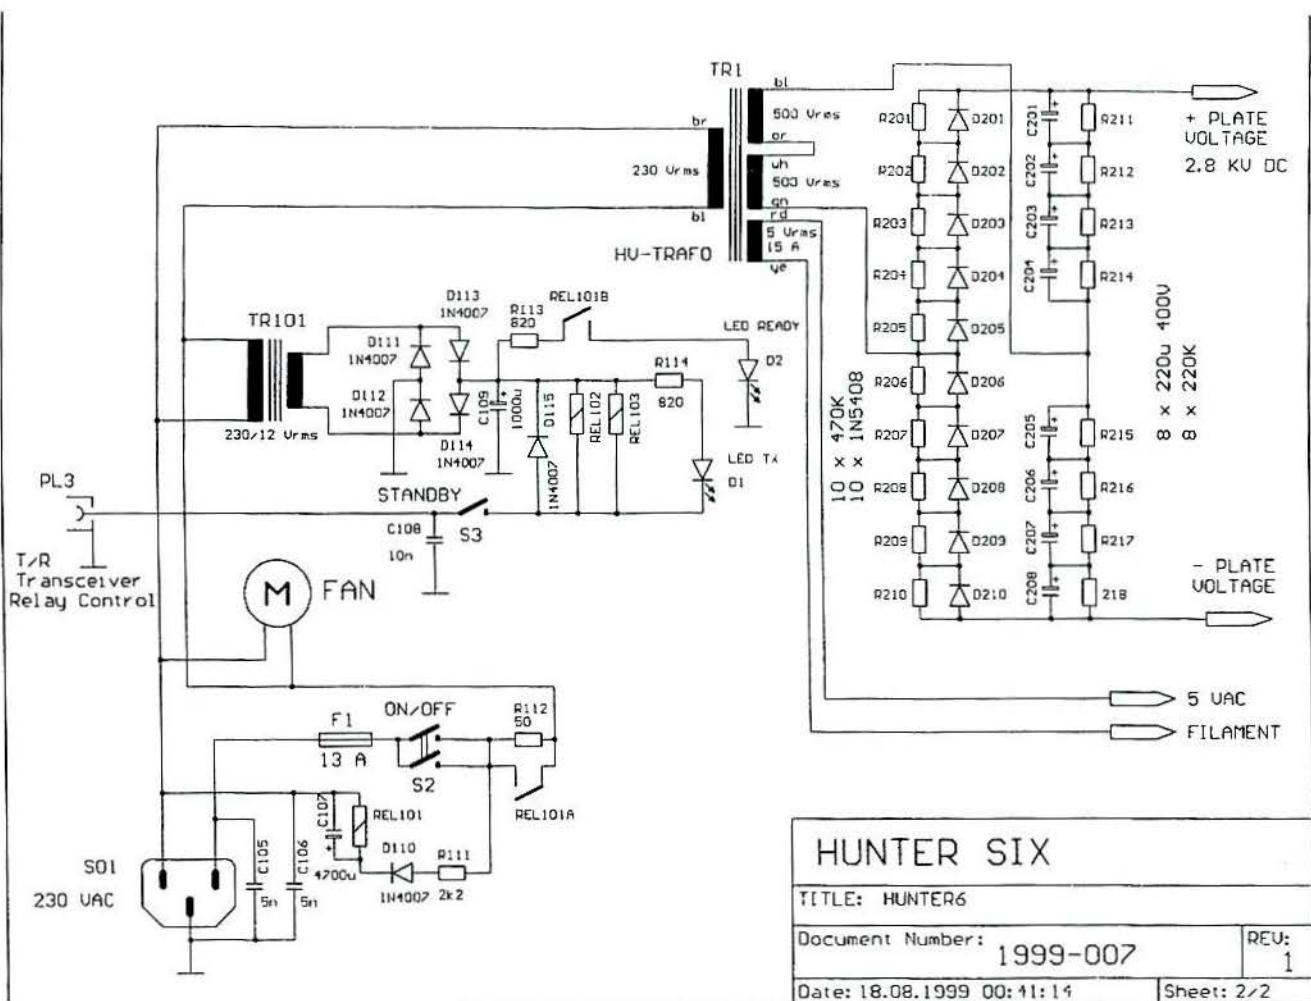 TR1
bl
500 Vrms
or
wh
500 Vrms
gn
rd
5 Vrms
15 A
ye
br
230 Vrms
bl
HV-TRAFO
R201
R202
R203
R204
R205
R206
R207
R208
R209
R210
D201
D202
D203
D204
D205
D206
D207
D208
D209
D210
C201
C202
C203
C204
C205
C206
C207
C208
R211
R212
R213
R214
R215
R216
R217
218
+ PLATE
VOLTAGE
2.8 KV DC
10 x 470K
10 x 1N5408
8 x 220u 400V
8 x 220K
- PLATE
VOLTAGE
5 VAC
FILAMENT
TR101
230/12 Vrms
D111
1N4007
D112
1N4007
D113
1N4007
D114
1N4007
R113
820
REL101B
LED READY
D2
C109
1000u
D115
1N4007
REL102
REL103
R114
820
LED TX
D1
PL3
T/R
Transceiver
Relay Control
STANDBY
S3
C108
10n
M
FAN
F1
13 A
ON/OFF
S2
R112
50
REL101A
C107
4700u
REL101
D110
1N4007
R111
2k2
C105
5n
C106
5n
SO1
230 VAC
HUNTER SIX
TITLE: HUNTER6
Document Number:
1999-007
REV:
1
Date: 18.08.1999 00:41:14
Sheet: 2/2